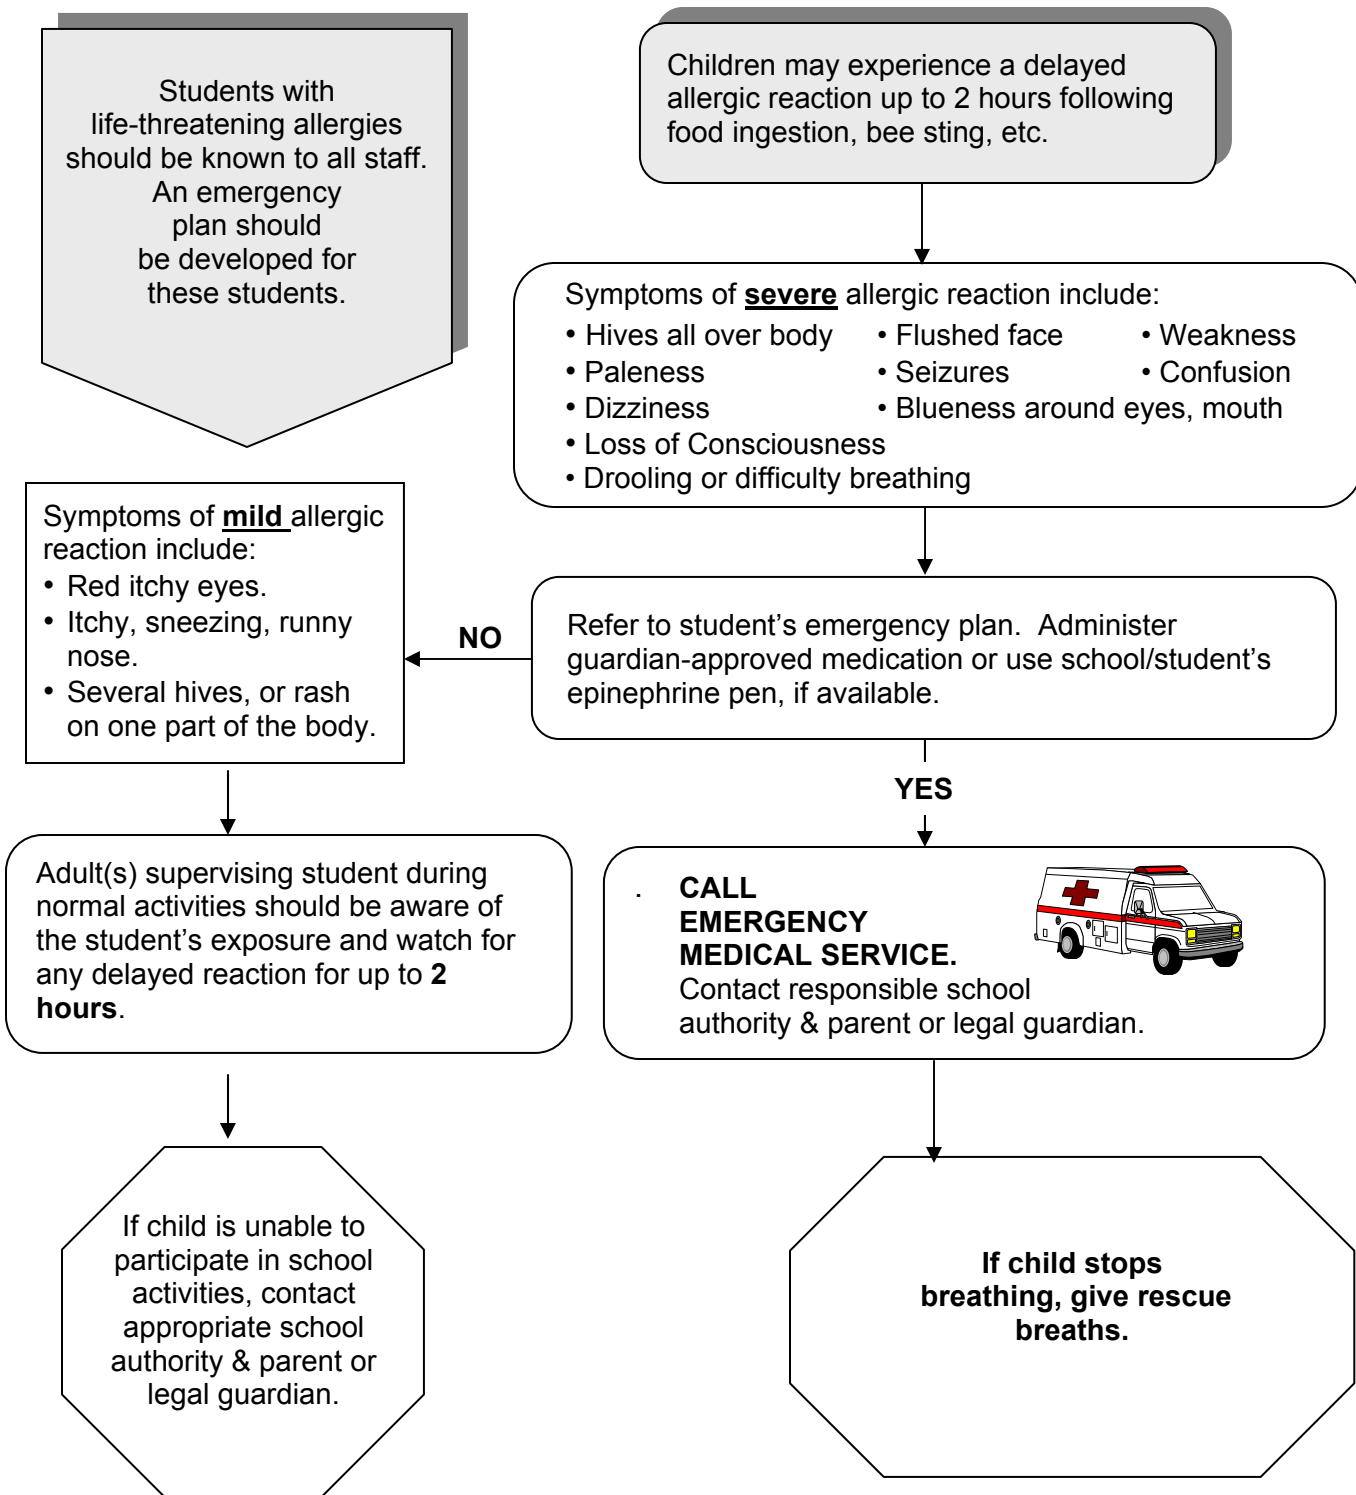 Students with
life-threatening allergies
should be known to all staff.
An emergency
plan should
be developed for
these students.
Children may experience a delayed
allergic reaction up to 2 hours following
food ingestion, bee sting, etc.
Symptoms of severe allergic reaction include:
• Hives all over body • Flushed face • Weakness
• Paleness • Seizures • Confusion
• Dizziness • Blueness around eyes, mouth
• Loss of Consciousness
• Drooling or difficulty breathing
Symptoms of mild allergic
reaction include:
• Red itchy eyes.
• Itchy, sneezing, runny
nose.
• Several hives, or rash
on one part of the body.
NO
Refer to student’s emergency plan. Administer
guardian-approved medication or use school/student’s
epinephrine pen, if available.
YES
Adult(s) supervising student during
normal activities should be aware of
the student’s exposure and watch for
any delayed reaction for up to 2
hours.
. CALL
EMERGENCY
MEDICAL SERVICE.
Contact responsible school
authority & parent or legal guardian.
If child is unable to
participate in school
activities, contact
appropriate school
authority & parent or
legal guardian.
If child stops
breathing, give rescue
breaths.